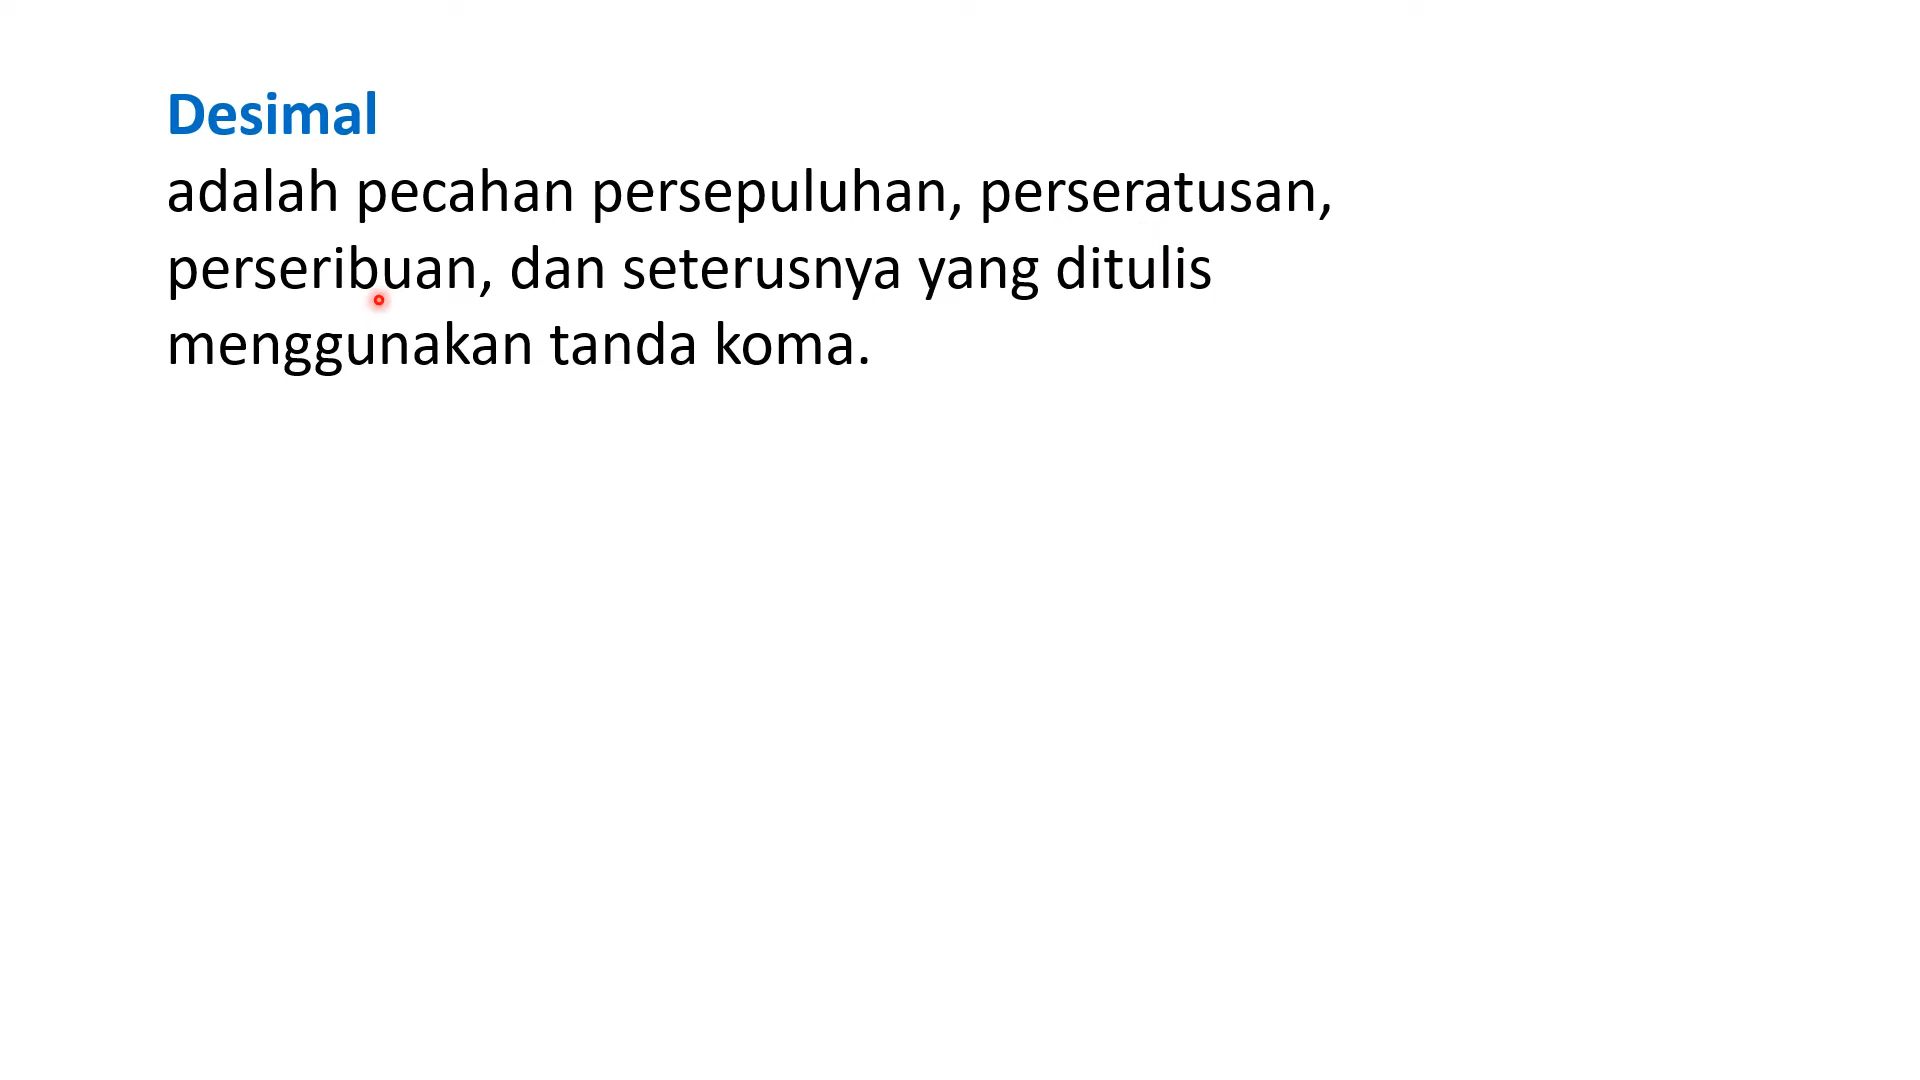 Desimal
adalah pecahan persepuluhan, perseratusan,
perseribuan, dan seterusnya yang ditulis
menggunakan tanda koma.